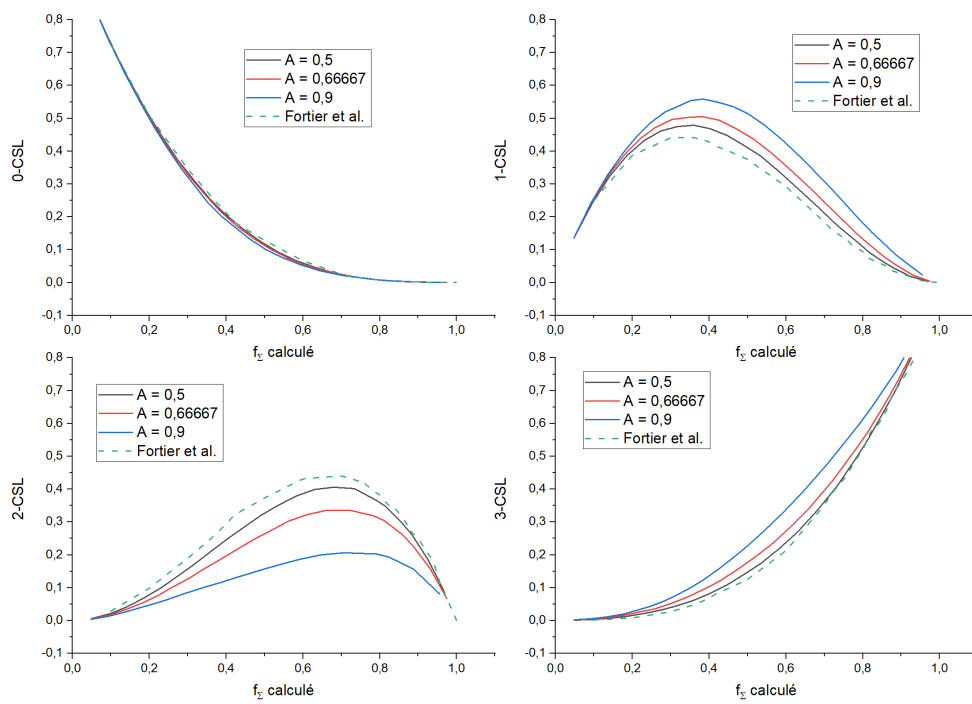 0,8
0,7
0,6
0,5
0,4
0,3
0,2
0,1
0,0
-0,1
0-CSL
A = 0,5
A = 0,66667
A = 0,9
Fortier et al.
0,0 0,2 0,4 0,6 0,8 1,0
fΣ calculé
0,8
0,7
0,6
0,5
0,4
0,3
0,2
0,1
0,0
-0,1
1-CSL
A = 0,5
A = 0,66667
A = 0,9
Fortier et al.
0,0 0,2 0,4 0,6 0,8 1,0
fΣ calculé
0,8
0,7
0,6
0,5
0,4
0,3
0,2
0,1
0,0
-0,1
2-CSL
A = 0,5
A = 0,66667
A = 0,9
Fortier et al.
0,0 0,2 0,4 0,6 0,8 1,0
fΣ calculé
0,8
0,7
0,6
0,5
0,4
0,3
0,2
0,1
0,0
-0,1
3-CSL
A = 0,5
A = 0,66667
A = 0,9
Fortier et al.
0,0 0,2 0,4 0,6 0,8 1,0
fΣ calculé